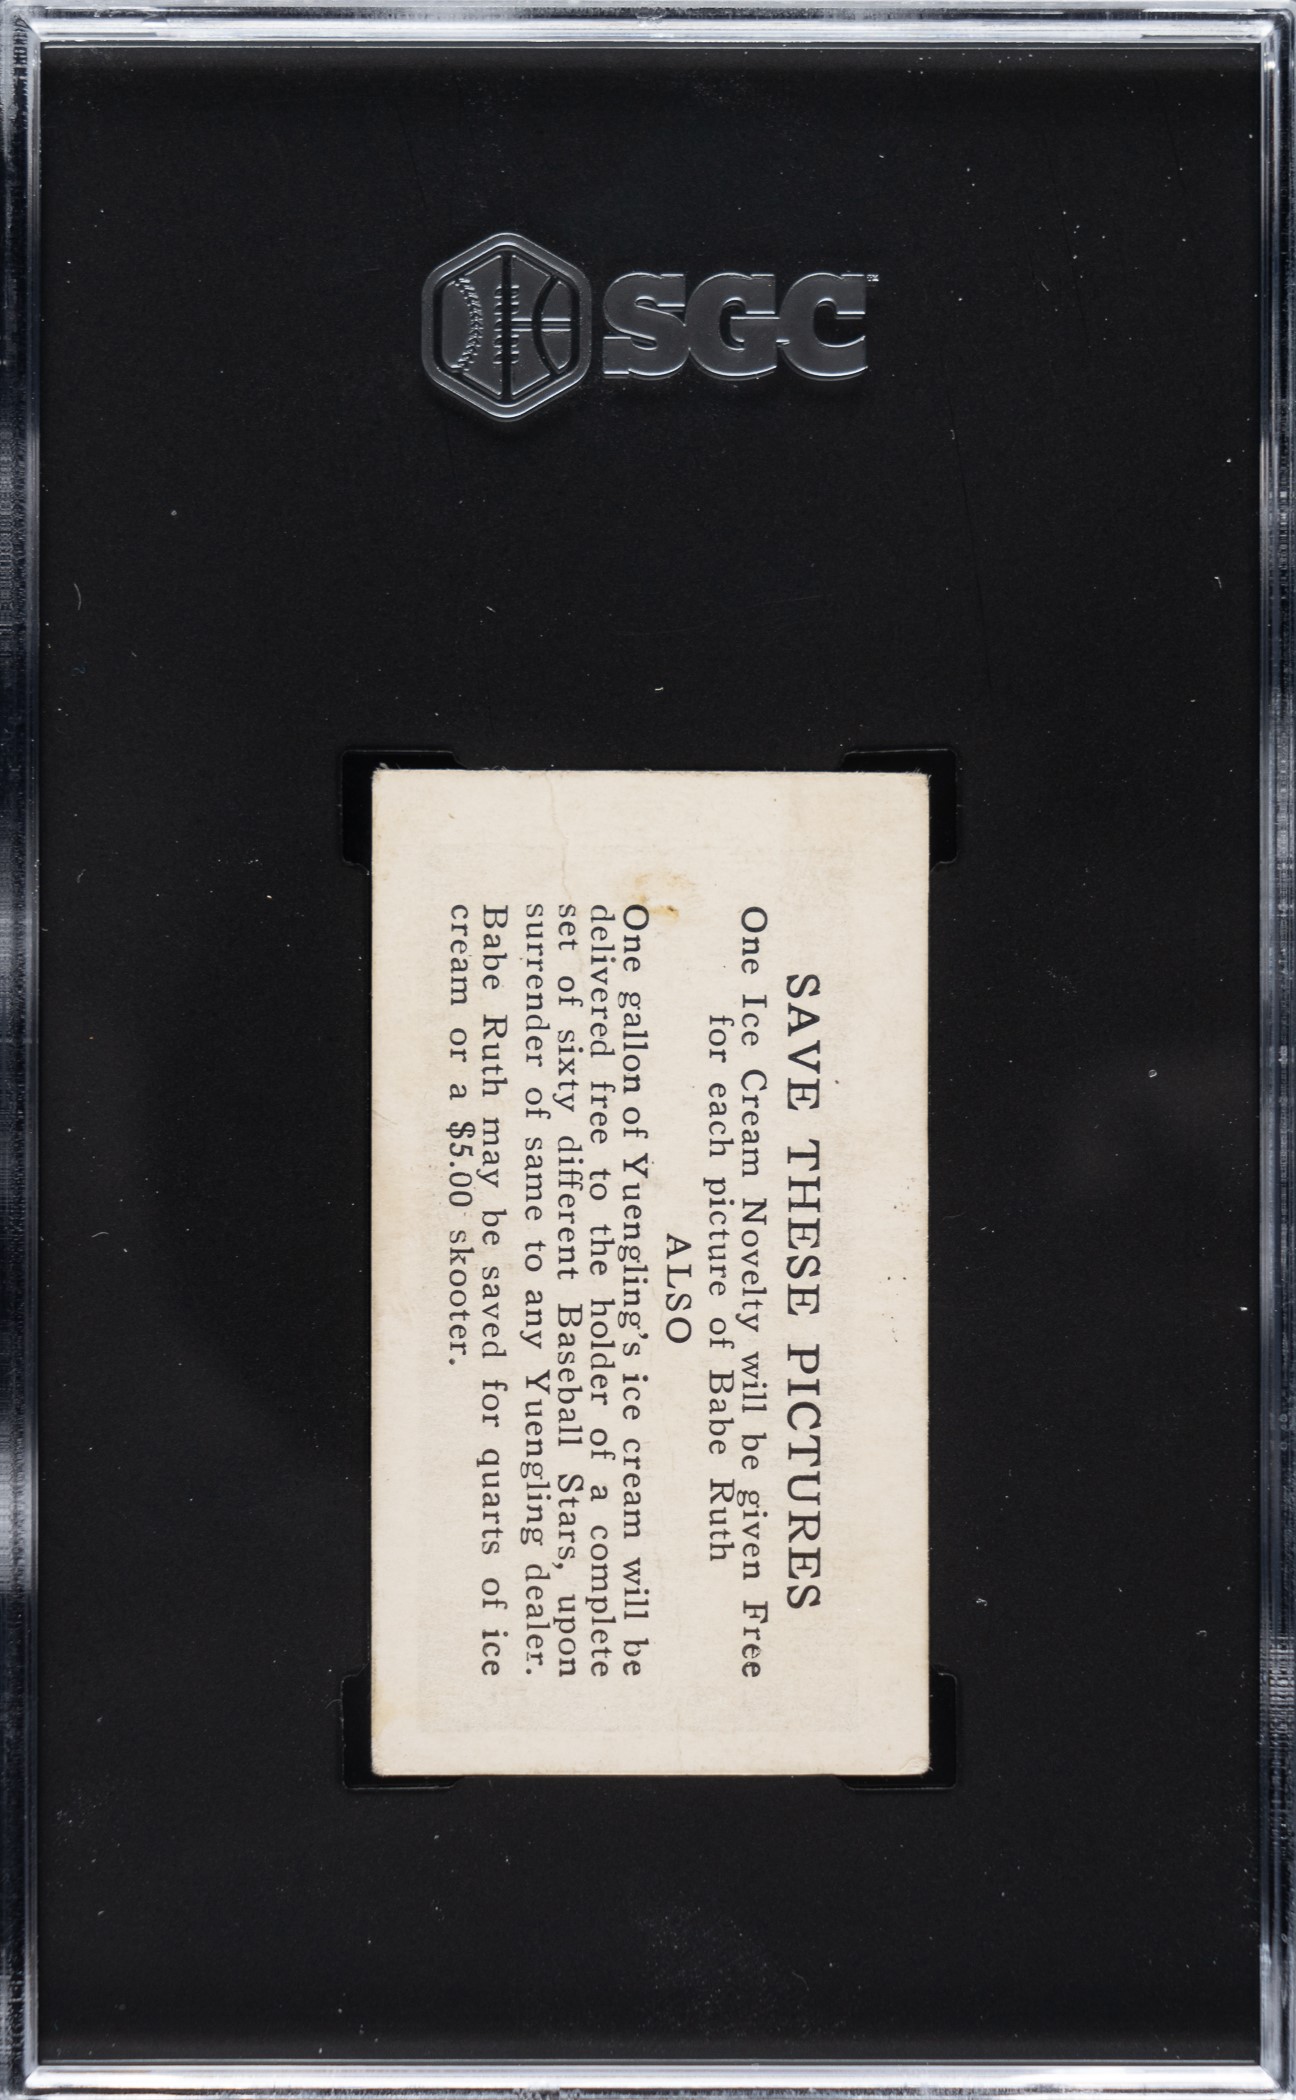 SGC
SAVE THESE PICTURES
One Ice Cream Novelty will be given Free
for each picture of Babe Ruth
ALSO
One gallon of Yuengling's ice cream will be
delivered free to the holder of a complete
set of sixty different Baseball Stars, upon
surrender of same to any Yuengling dealer.
Babe Ruth may be saved for quarts of ice
cream or a $5.00 skooter.